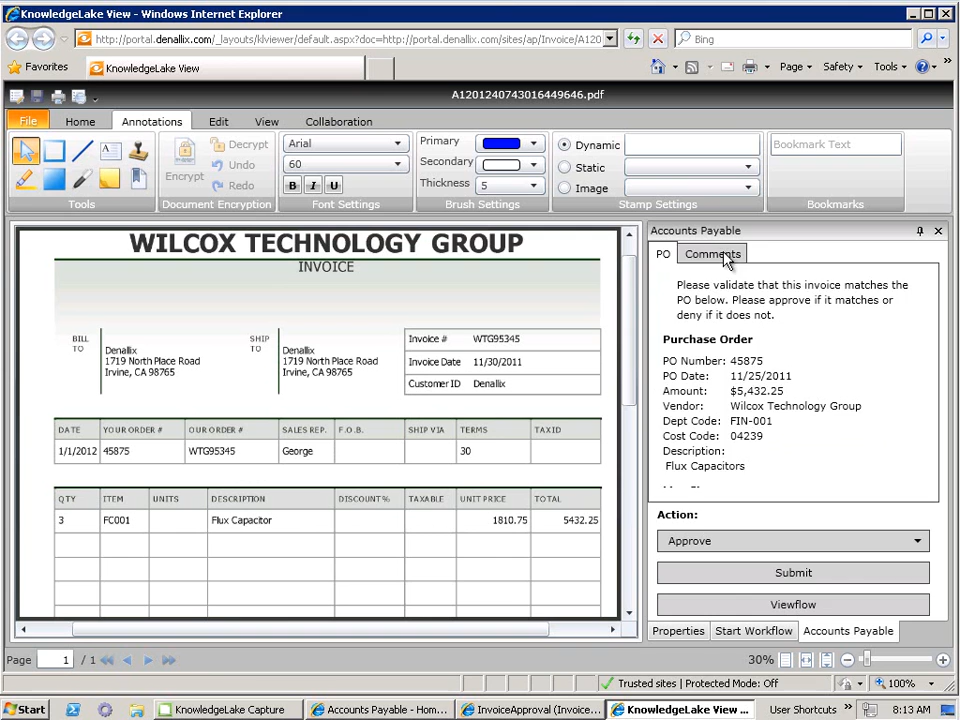 KnowledgeLake View - Windows Internet Explorer
http://portal.denallix.com/_layouts/klviewer/default.aspx?doc=http://portal.denallix.com/sites/ap/Invoice/A120
Bing
Favorites
KnowledgeLake View
Page
Safety
Tools
A1201240743016449646.pdf
File
Home
Annotations
Edit
View
Collaboration
Encrypt
Decrypt
Undo
Redo
Arial
60
B I U
Primary
Secondary
Thickness
5
Dynamic
Static
Image
Bookmark Text
Tools
Document Encryption
Font Settings
Brush Settings
Stamp Settings
Bookmarks
WILCOX TECHNOLOGY GROUP
INVOICE
BILL TO
Denallix
1719 North Place Road
Irvine, CA 98765
SHIP TO
Denallix
1719 North Place Road
Irvine, CA 98765
Invoice # WTG95345
Invoice Date 11/30/2011
Customer ID Denallix
DATE YOUR ORDER # OUR ORDER # SALES REP. F.O.B. SHIP VIA TERMS TAX ID
1/1/2012 45875 WTG95345 George 30
QTY ITEM UNITS DESCRIPTION DISCOUNT % TAXABLE UNIT PRICE TOTAL
3 FC001 Flux Capacitor 1810.75 5432.25
Accounts Payable
PO
Comments
Please validate that this invoice matches the
PO below. Please approve if it matches or
deny if it does not.
Purchase Order
PO Number: 45875
PO Date: 11/25/2011
Amount: $5,432.25
Vendor: Wilcox Technology Group
Dept Code: FIN-001
Cost Code: 04239
Description:
Flux Capacitors
Action:
Approve
Submit
Viewflow
Properties
Start Workflow
Accounts Payable
Page 1 / 1
30%
Trusted sites | Protected Mode: Off
100%
Start
KnowledgeLake Capture
Accounts Payable - Hom...
InvoiceApproval (Invoice...
KnowledgeLake View ...
User Shortcuts
8:13 AM